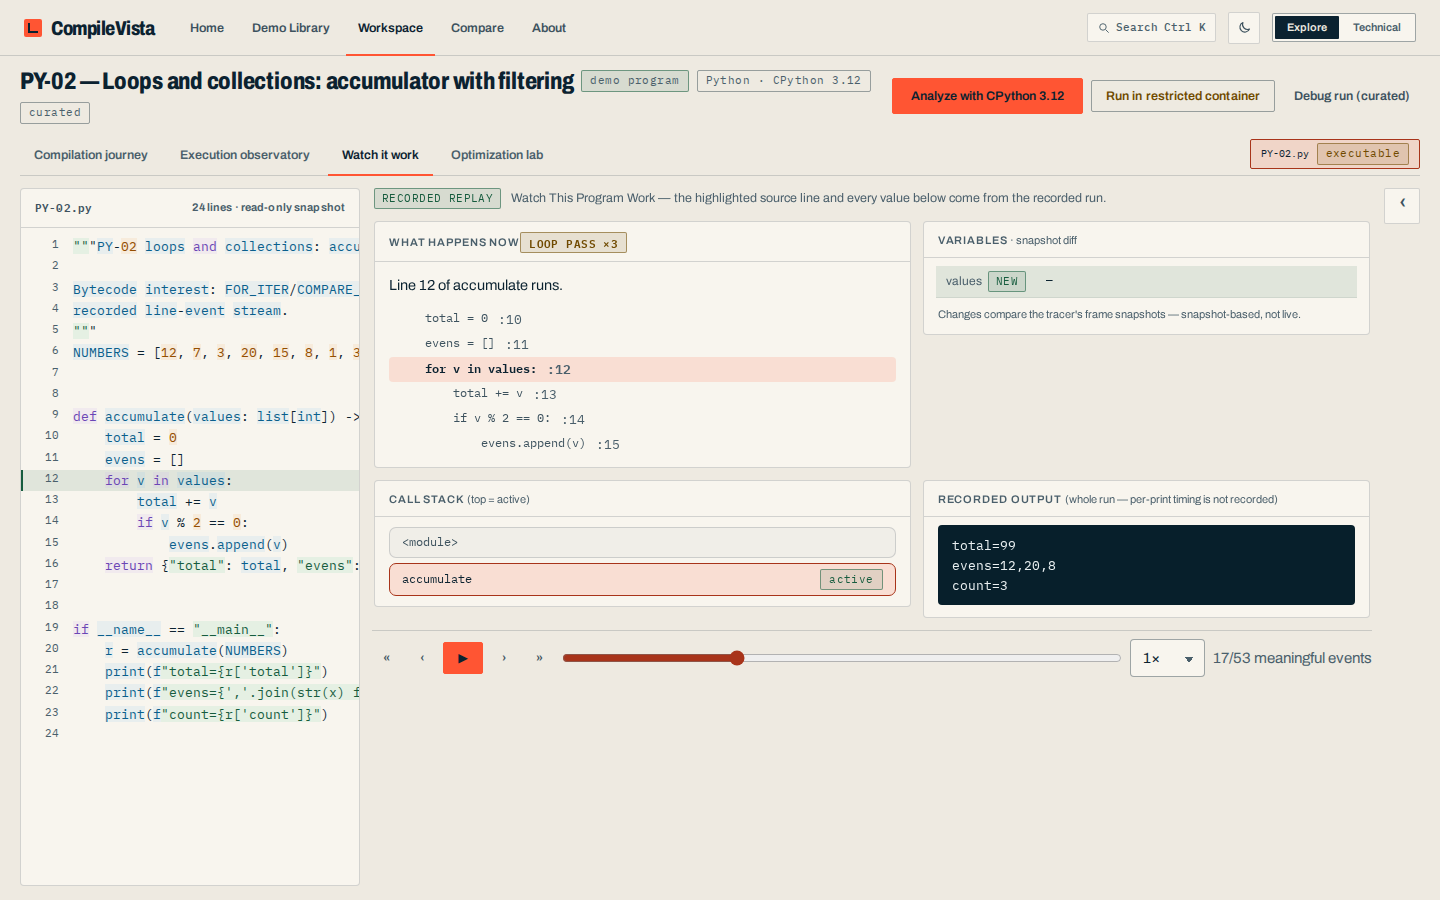 CompileVista
Home
Demo Library
Workspace
Compare
About
Search Ctrl K
Explore
Technical
PY-02 — Loops and collections: accumulator with filtering
demo program
Python · CPython 3.12
curated
Analyze with CPython 3.12
Run in restricted container
Debug run (curated)
Compilation journey
Execution observatory
Watch it work
Optimization lab
PY-02.py
executable
PY-02.py
24 lines · read-only snapshot
1 """PY-02 loops and collections: accu
2
3 Bytecode interest: FOR_ITER/COMPARE_
4 recorded line-event stream.
5 """
6 NUMBERS = [12, 7, 3, 20, 15, 8, 1, 3
7
8
9 def accumulate(values: list[int]) ->
10 total = 0
11 evens = []
12 for v in values:
13 total += v
14 if v % 2 == 0:
15 evens.append(v)
16 return {"total": total, "evens":
17
18
19 if __name__ == "__main__":
20 r = accumulate(NUMBERS)
21 print(f"total={r['total']}")
22 print(f"evens={','.join(str(x) f
23 print(f"count={r['count']}")
24
RECORDED REPLAY
Watch This Program Work — the highlighted source line and every value below come from the recorded run.
WHAT HAPPENS NOW
LOOP PASS ×3
Line 12 of accumulate runs.
total = 0 :10
evens = [] :11
for v in values: :12
total += v :13
if v % 2 == 0: :14
evens.append(v) :15
VARIABLES · snapshot diff
values NEW —
Changes compare the tracer's frame snapshots — snapshot-based, not live.
CALL STACK (top = active)
<module>
accumulate
active
RECORDED OUTPUT (whole run — per-print timing is not recorded)
total=99
evens=12,20,8
count=3
« ‹ ▶ › »
1×
17/53 meaningful events